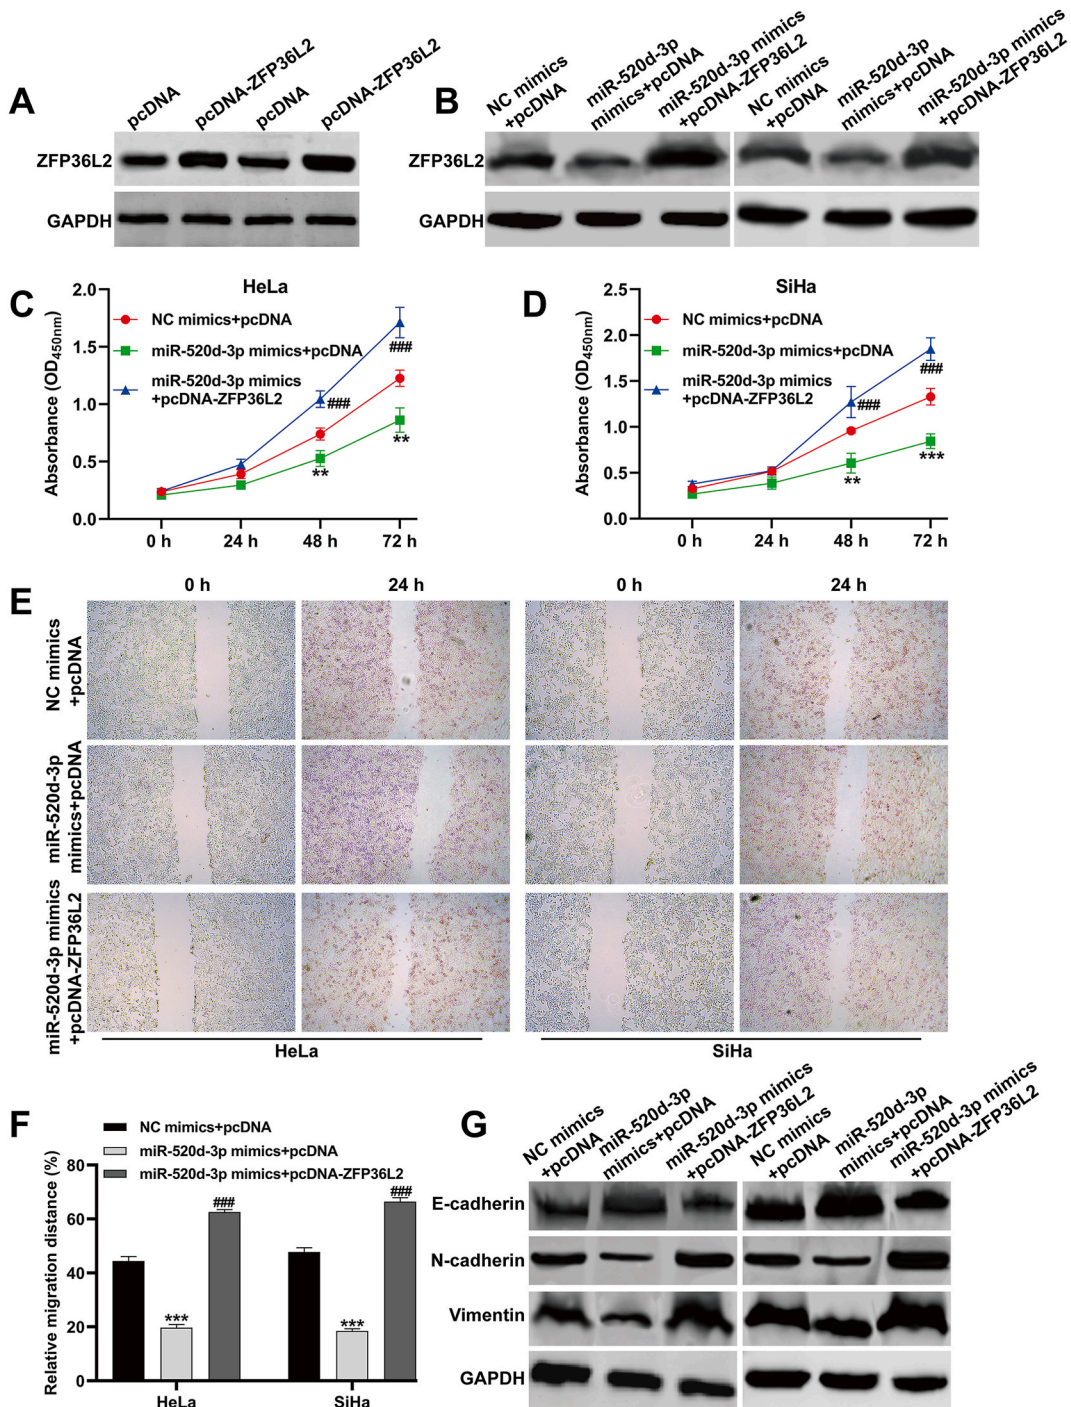 A
pcDNA
pcDNA-ZFP36L2
pcDNA
pcDNA-ZFP36L2
ZFP36L2
GAPDH
B
NC mimics
+pcDNA
miR-520d-3p
mimics+pcDNA
miR-520d-3p mimics
+pcDNA-ZFP36L2
NC mimics
+pcDNA
miR-520d-3p
mimics+pcDNA
miR-520d-3p mimics
+pcDNA-ZFP36L2
ZFP36L2
GAPDH
C
HeLa
Absorbance (OD450nm)
2.0
1.5
1.0
0.5
0.0
NC mimics+pcDNA
miR-520d-3p mimics+pcDNA
miR-520d-3p mimics
+pcDNA-ZFP36L2
###
###
**
**
0 h
24 h
48 h
72 h
D
SiHa
Absorbance (OD450nm)
2.5
2.0
1.5
1.0
0.5
0.0
NC mimics+pcDNA
miR-520d-3p mimics+pcDNA
miR-520d-3p mimics
+pcDNA-ZFP36L2
###
###
**
***
0 h
24 h
48 h
72 h
E
0 h
24 h
0 h
24 h
NC mimics
+pcDNA
miR-520d-3p
mimics+pcDNA
miR-520d-3p mimics
+pcDNA-ZFP36L2
HeLa
SiHa
F
NC mimics+pcDNA
miR-520d-3p mimics+pcDNA
miR-520d-3p mimics+pcDNA-ZFP36L2
Relative migration distance (%)
80
60
40
20
0
***
###
***
###
HeLa
SiHa
G
NC mimics
+pcDNA
miR-520d-3p
mimics+pcDNA
miR-520d-3p mimics
+pcDNA-ZFP36L2
NC mimics
+pcDNA
miR-520d-3p
mimics+pcDNA
miR-520d-3p mimics
+pcDNA-ZFP36L2
E-cadherin
N-cadherin
Vimentin
GAPDH